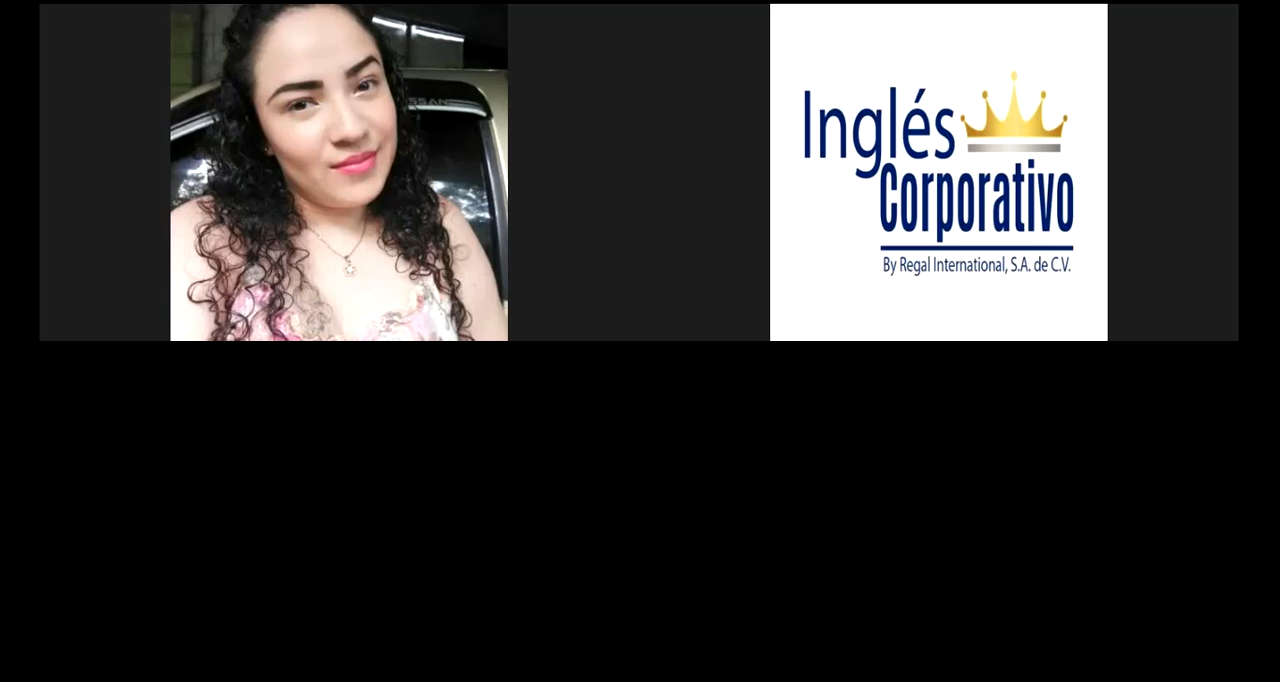 Inglés
Corporativo
By Regal International, S.A. de C.V.